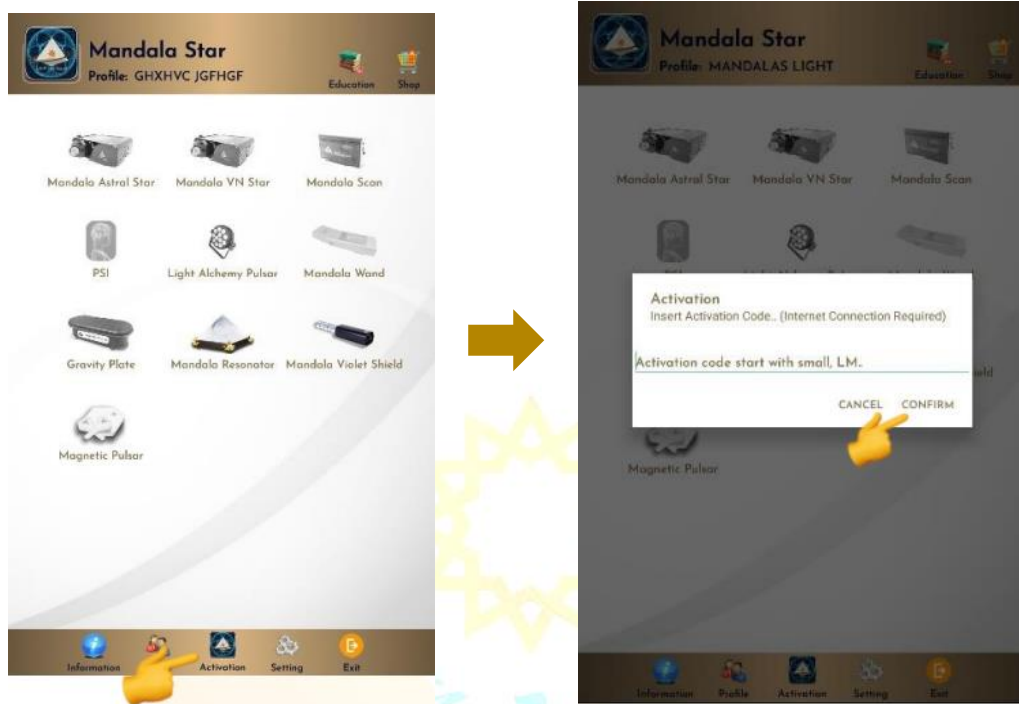 Mandala Star
Profile: GHXHVC JGFHGF
Education Shop
Mandala Astral Star Mandala VN Star Mandala Scan
PSI Light Alchemy Pulsar Mandala Wand
Gravity Plate Mandala Resonator Mandala Violet Shield
Magnetic Pulsar
Information Activation Setting Exit
Mandala Star
Profile: MANDALAS LIGHT
Education Shop
Mandala Astral Star Mandala VN Star Mandala Scan
Activation
Insert Activation Code.. (Internet Connection Required)
Activation code start with small, LM..
CANCEL CONFIRM
Magnetic Pulsar
Information Profile Activation Setting Exit